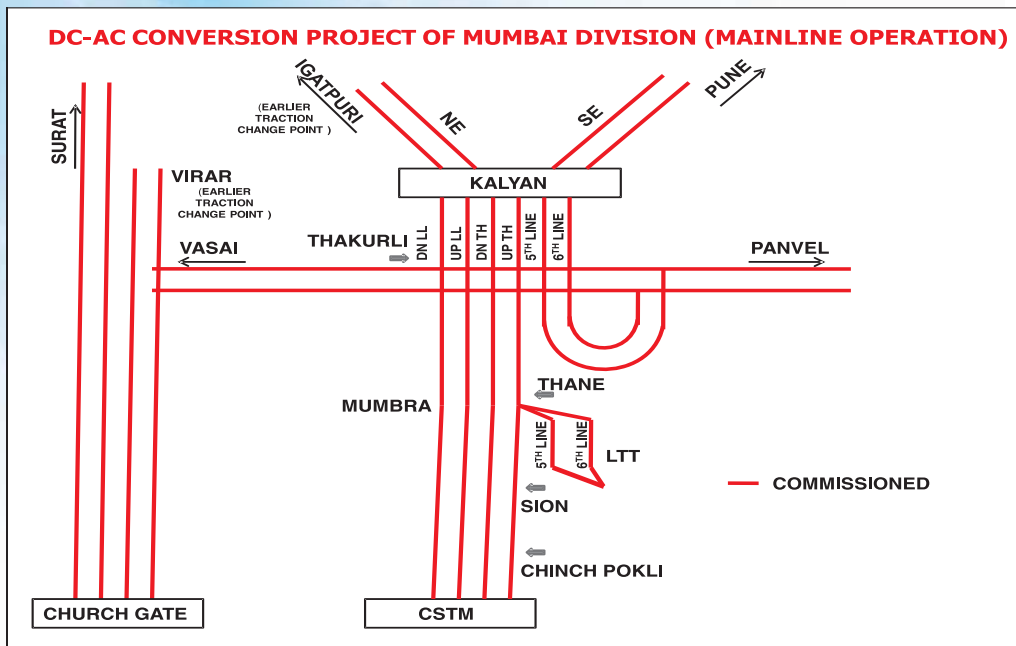 DC-AC CONVERSION PROJECT OF MUMBAI DIVISION (MAINLINE OPERATION)
SURAT
IGATPURI
(EARLIER
TRACTION
CHANGE POINT )
NE
SE
PUNE
VIRAR
(EARLIER
TRACTION
CHANGE POINT )
KALYAN
THAKURLI
DN LL
UP LL
DN TH
UP TH
5TH LINE
6TH LINE
VASAI
PANVEL
THANE
MUMBRA
5TH LINE
6TH LINE
LTT
COMMISSIONED
SION
CHINCH POKLI
CHURCH GATE
CSTM